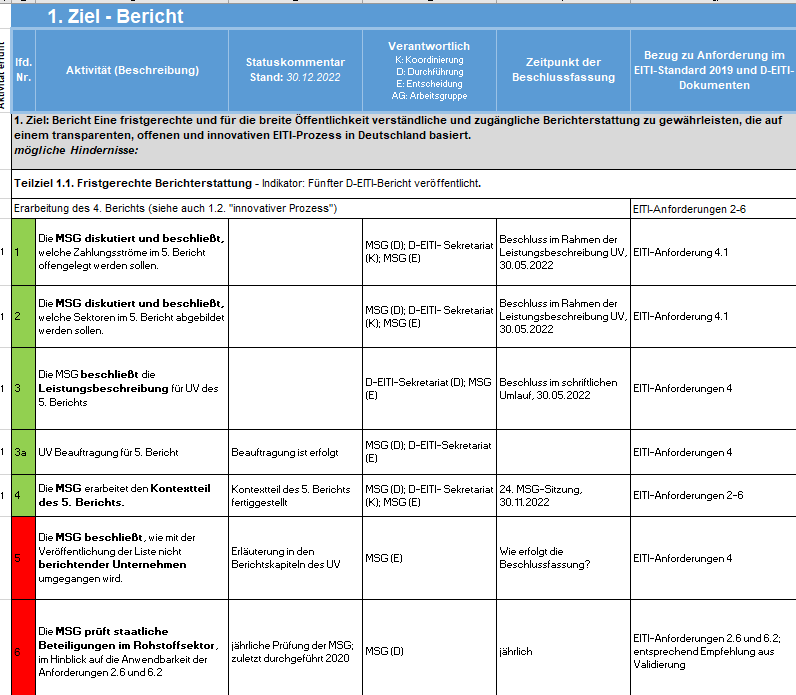 1. Ziel - Bericht
Aktivität erfüllt
lfd.
Nr.
Aktivität (Beschreibung)
Statuskommentar
Stand: 30.12.2022
Verantwortlich
K: Koordinierung
D: Durchführung
E: Entscheidung
AG: Arbeitsgruppe
Zeitpunkt der
Beschlussfassung
Bezug zu Anforderung im
EITI-Standard 2019 und D-EITI-
Dokumenten
1. Ziel: Bericht Eine fristgerechte und für die breite Öffentlichkeit verständliche und zugängliche Berichterstattung zu gewährleisten, die auf
einem transparenten, offenen und innovativen EITI-Prozess in Deutschland basiert.
mögliche Hindernisse:
Teilziel 1.1. Fristgerechte Berichterstattung - Indikator: Fünfter D-EITI-Bericht veröffentlicht.
Erarbeitung des 4. Berichts (siehe auch 1.2. "innovativer Prozess")
EITI-Anforderungen 2-6
1
1
Die MSG diskutiert und beschließt,
welche Zahlungsströme im 5. Bericht
offengelegt werden sollen.
MSG (D); D-EITI- Sekretariat
(K); MSG (E)
Beschluss im Rahmen der
Leistungsbeschreibung UV,
30.05.2022
EITI-Anforderung 4.1
1
2
Die MSG diskutiert und beschließt,
welche Sektoren im 5. Bericht abgebildet
werden sollen.
MSG (D); D-EITI- Sekretariat
(K); MSG (E)
Beschluss im Rahmen der
Leistungsbeschreibung UV,
30.05.2022
EITI-Anforderung 4.1
1
3
Die MSG beschließt die
Leistungsbeschreibung für UV des
5. Berichts
D-EITI-Sekretariat (D); MSG
(E)
Beschluss im schriftlichen
Umlauf, 30.05.2022
EITI-Anforderungen 4
1
3a
UV Beauftragung für 5. Bericht
Beauftragung ist erfolgt
MSG (D); D-EITI-Sekretariat
(E)
EITI-Anforderungen 4
1
4
Die MSG erarbeitet den Kontextteil
des 5. Berichts.
Kontextteil des 5. Berichts
fertiggestellt
MSG (D); D-EITI- Sekretariat
(K); MSG (E)
24. MSG-Sitzung,
30.11.2022
EITI-Anforderungen 2-6
5
Die MSG beschließt, wie mit der
Veröffentlichung der Liste nicht
berichtender Unternehmen
umgegangen wird.
Erläuterung in den
Berichtskapiteln des UV
MSG (E)
Wie erfolgt die
Beschlussfassung?
EITI-Anforderungen 4
6
Die MSG prüft staatliche
Beteiligungen im Rohstoffsektor,
im Hinblick auf die Anwendbarkeit der
Anforderungen 2.6 und 6.2
jährliche Prüfung der MSG;
zuletzt durchgeführt 2020
MSG (D)
jährlich
EITI-Anforderungen 2.6 und 6.2;
entsprechend Empfehlung aus
Validierung